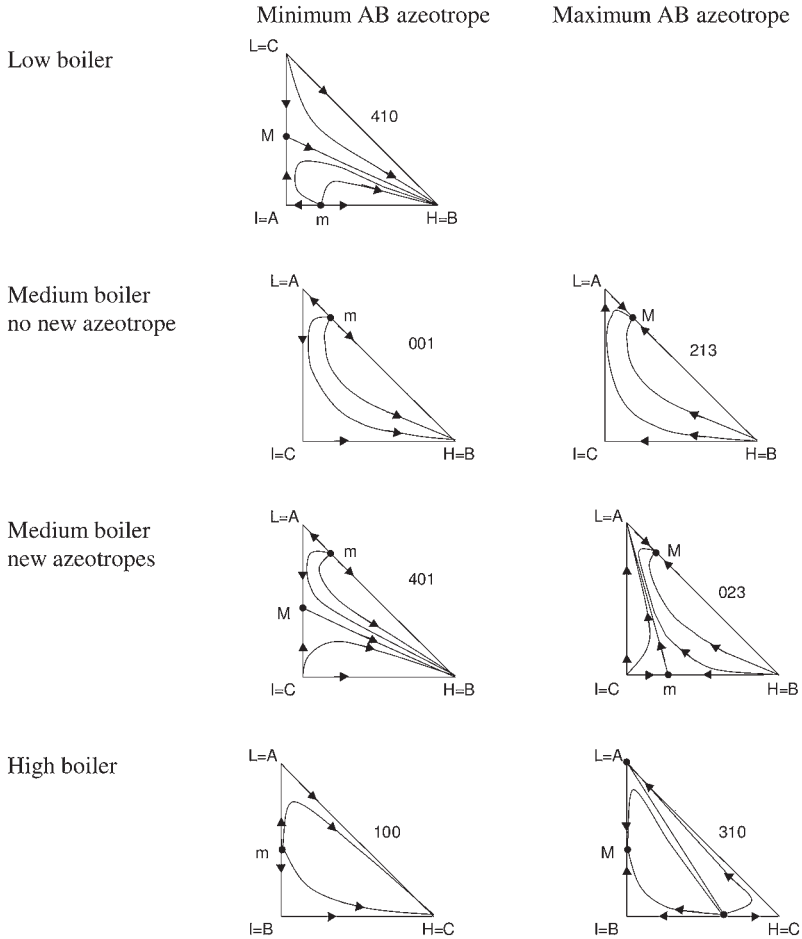 Minimum AB azeotrope Maximum AB azeotrope
Low boiler
L=C
410
M
I=A m H=B
Medium boiler
no new azeotrope
L=A
m
001
I=C H=B
L=A
M
213
I=C H=B
Medium boiler
new azeotropes
L=A
m
401
M
I=C H=B
L=A
M
023
I=C m H=B
High boiler
L=A
100
m
I=B H=C
L=A
310
M
I=B H=C